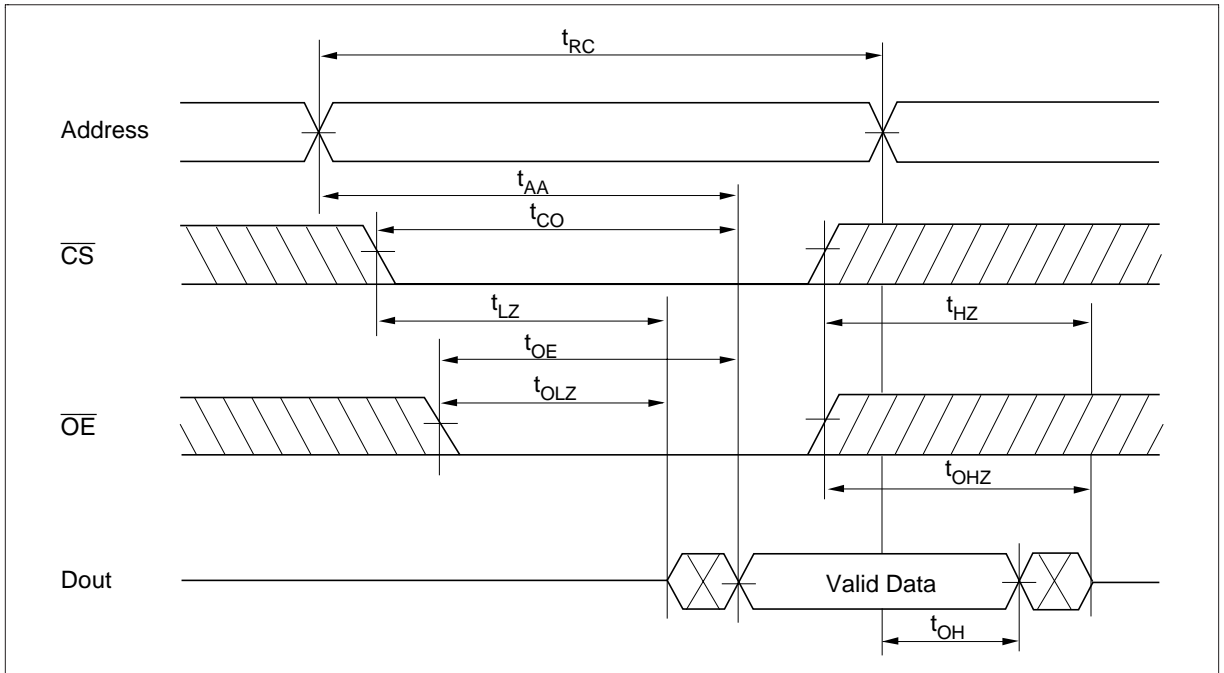 tRC
Address
tAA
tCO
CS
tLZ
tHZ
tOE
tOLZ
OE
tOHZ
Dout
Valid Data
tOH